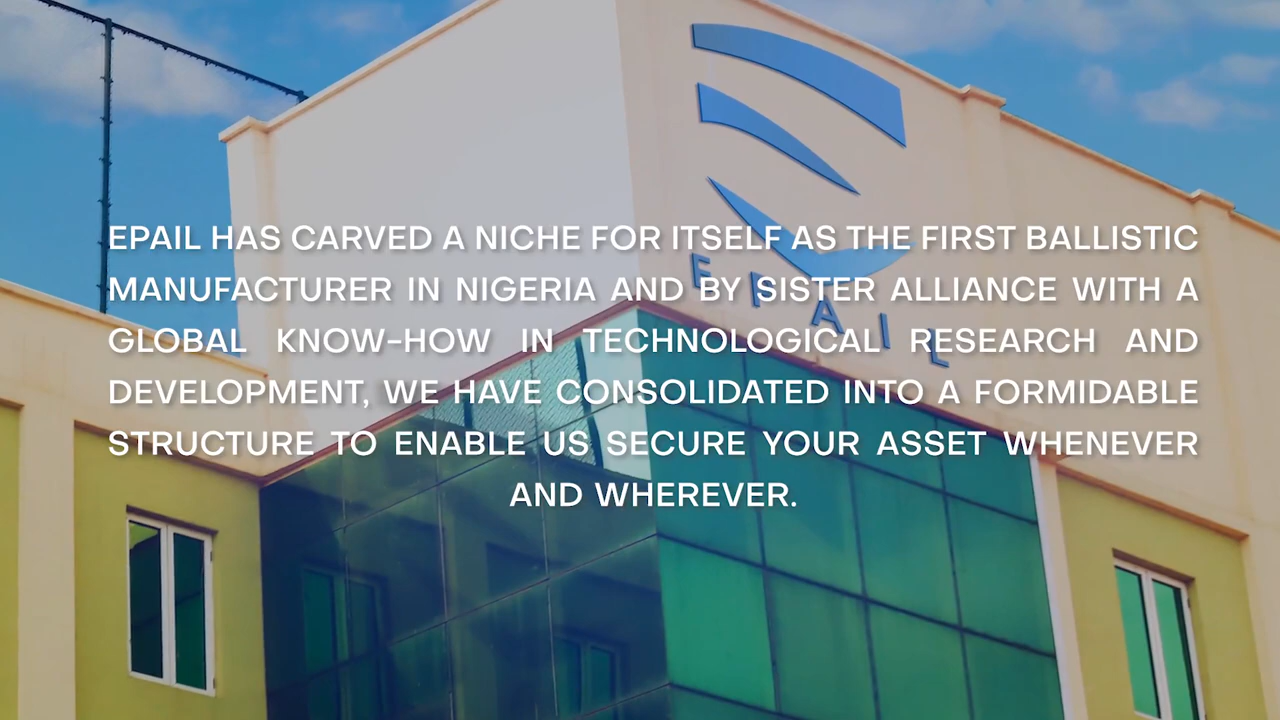 EPAIL
EPAIL HAS CARVED A NICHE FOR ITSELF AS THE FIRST BALLISTIC
MANUFACTURER IN NIGERIA AND BY SISTER ALLIANCE WITH A
GLOBAL KNOW-HOW IN TECHNOLOGICAL RESEARCH AND
DEVELOPMENT, WE HAVE CONSOLIDATED INTO A FORMIDABLE
STRUCTURE TO ENABLE US SECURE YOUR ASSET WHENEVER
AND WHEREVER.